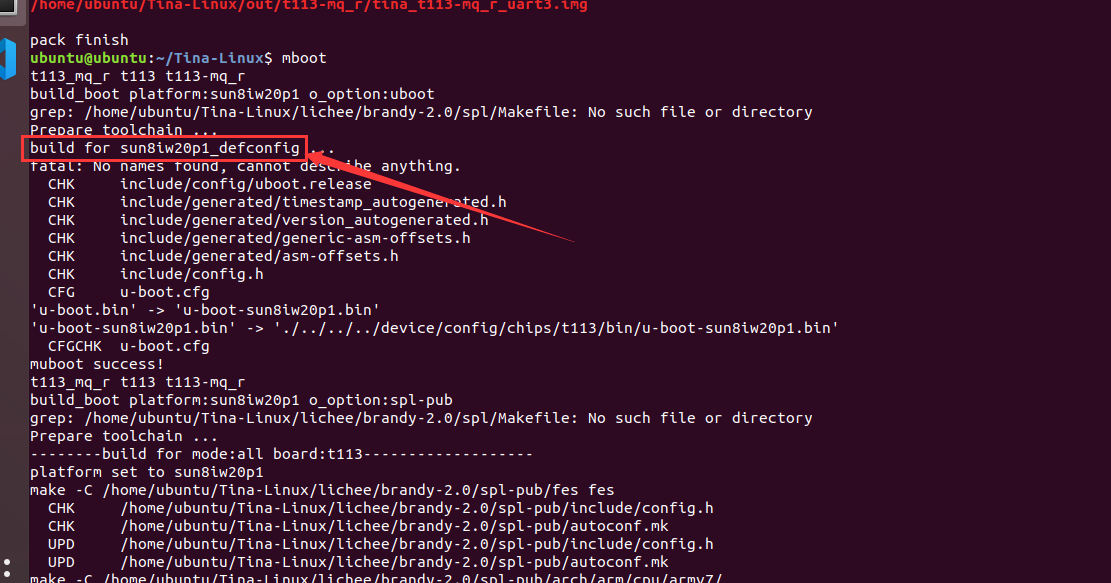 /home/ubuntu/Tina-Linux/out/t113-mq_r/tina_t113-mq_r_uart3.img
pack finish
ubuntu@ubuntu:~/Tina-Linux$ mboot
t113_mq_r t113 t113-mq_r
build_boot platform:sun8iw20p1 o_option:uboot
grep: /home/ubuntu/Tina-Linux/lichee/brandy-2.0/spl/Makefile: No such file or directory
Prepare toolchain ...
build for sun8iw20p1_defconfig ...
fatal: No names found, cannot describe anything.
CHK     include/config/uboot.release
CHK     include/generated/timestamp_autogenerated.h
CHK     include/generated/version_autogenerated.h
CHK     include/generated/generic-asm-offsets.h
CHK     include/generated/asm-offsets.h
CHK     include/config.h
CFG     u-boot.cfg
'u-boot.bin' -> 'u-boot-sun8iw20p1.bin'
'u-boot-sun8iw20p1.bin' -> './../../../device/config/chips/t113/bin/u-boot-sun8iw20p1.bin'
CFGCHK  u-boot.cfg
muboot success!
t113_mq_r t113 t113-mq_r
build_boot platform:sun8iw20p1 o_option:spl-pub
grep: /home/ubuntu/Tina-Linux/lichee/brandy-2.0/spl/Makefile: No such file or directory
Prepare toolchain ...
--------build for mode:all board:t113-------------------
platform set to sun8iw20p1
make -C /home/ubuntu/Tina-Linux/lichee/brandy-2.0/spl-pub/fes fes
CHK     /home/ubuntu/Tina-Linux/lichee/brandy-2.0/spl-pub/include/config.h
CHK     /home/ubuntu/Tina-Linux/lichee/brandy-2.0/spl-pub/autoconf.mk
UPD     /home/ubuntu/Tina-Linux/lichee/brandy-2.0/spl-pub/include/config.h
UPD     /home/ubuntu/Tina-Linux/lichee/brandy-2.0/spl-pub/autoconf.mk
make -C /home/ubuntu/Tina-Linux/lichee/brandy-2.0/spl-pub/arch/arm/cpu/armv7/